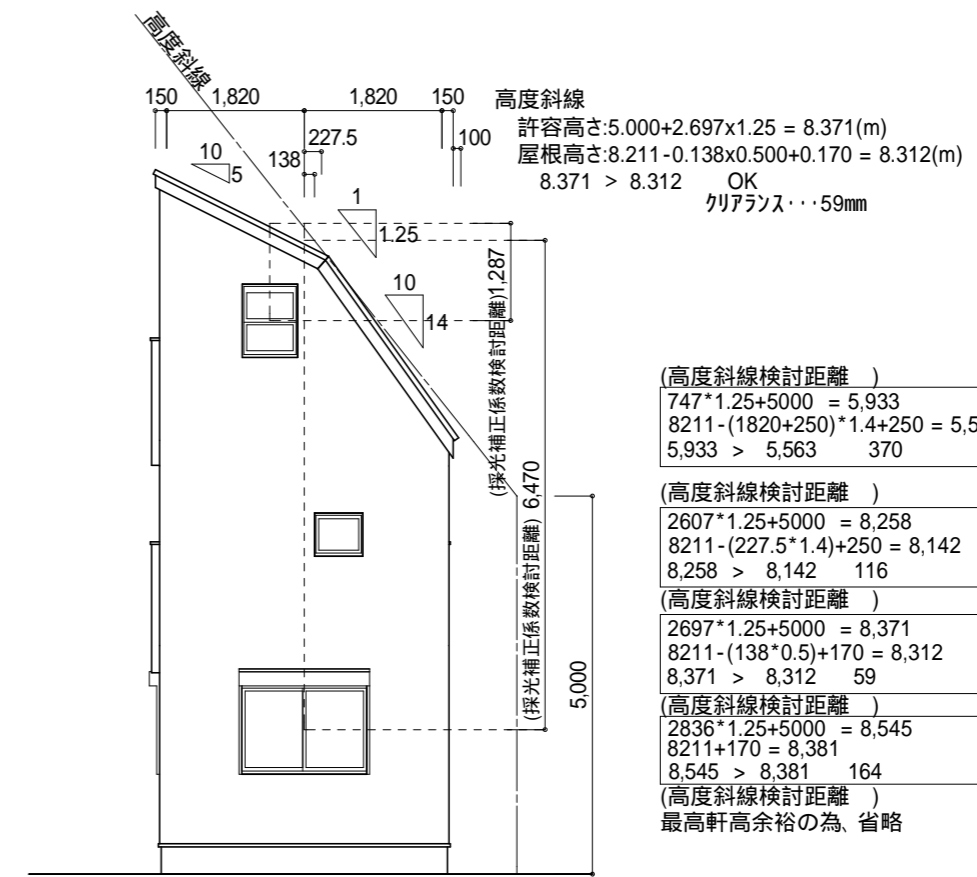 高度斜線
150 1,820 1,820 150
227.5
138
100
10
5
1
1.25
10
14
高度斜線
許容高さ:5.000+2.697x1.25 = 8.371(m)
屋根高さ:8.211-0.138x0.500+0.170 = 8.312(m)
8.371 > 8.312 OK
クリアランス・・・59mm
(採光補正係数検討距離)1,287
(採光補正係数検討距離) 6,470
5,000
(高度斜線検討距離 )
747*1.25+5000 = 5,933
8211-(1820+250)*1.4+250 = 5,5
5,933 > 5,563 370
(高度斜線検討距離 )
2607*1.25+5000 = 8,258
8211-(227.5*1.4)+250 = 8,142
8,258 > 8,142 116
(高度斜線検討距離 )
2697*1.25+5000 = 8,371
8211-(138*0.5)+170 = 8,312
8,371 > 8,312 59
(高度斜線検討距離 )
2836*1.25+5000 = 8,545
8211+170 = 8,381
8,545 > 8,381 164
(高度斜線検討距離 )
最高軒高余裕の為、省略